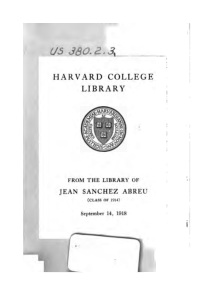 US 380.2.3
HARVARD COLLEGE
LIBRARY
FROM THE LIBRARY OF
JEAN SANCHEZ ABREU
(CLASS OF 1914)
September 14, 1918